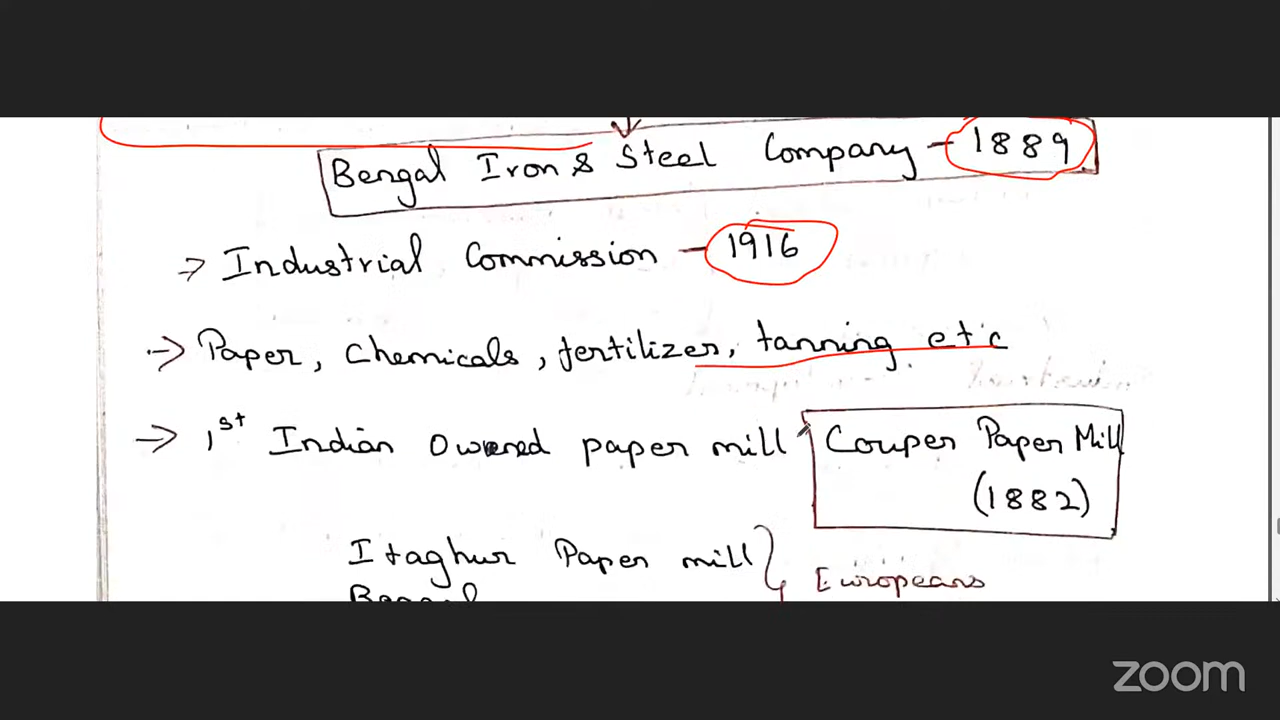 Bengal Iron & Steel Company - 1889
→ Industrial Commission - 1916
→ Paper, Chemicals, fertilizer, tanning etc
→ 1st Indian Owned paper mill Couper Paper Mill
(1882)
Itaghur Paper mill } Europeans
Bengal
zoom